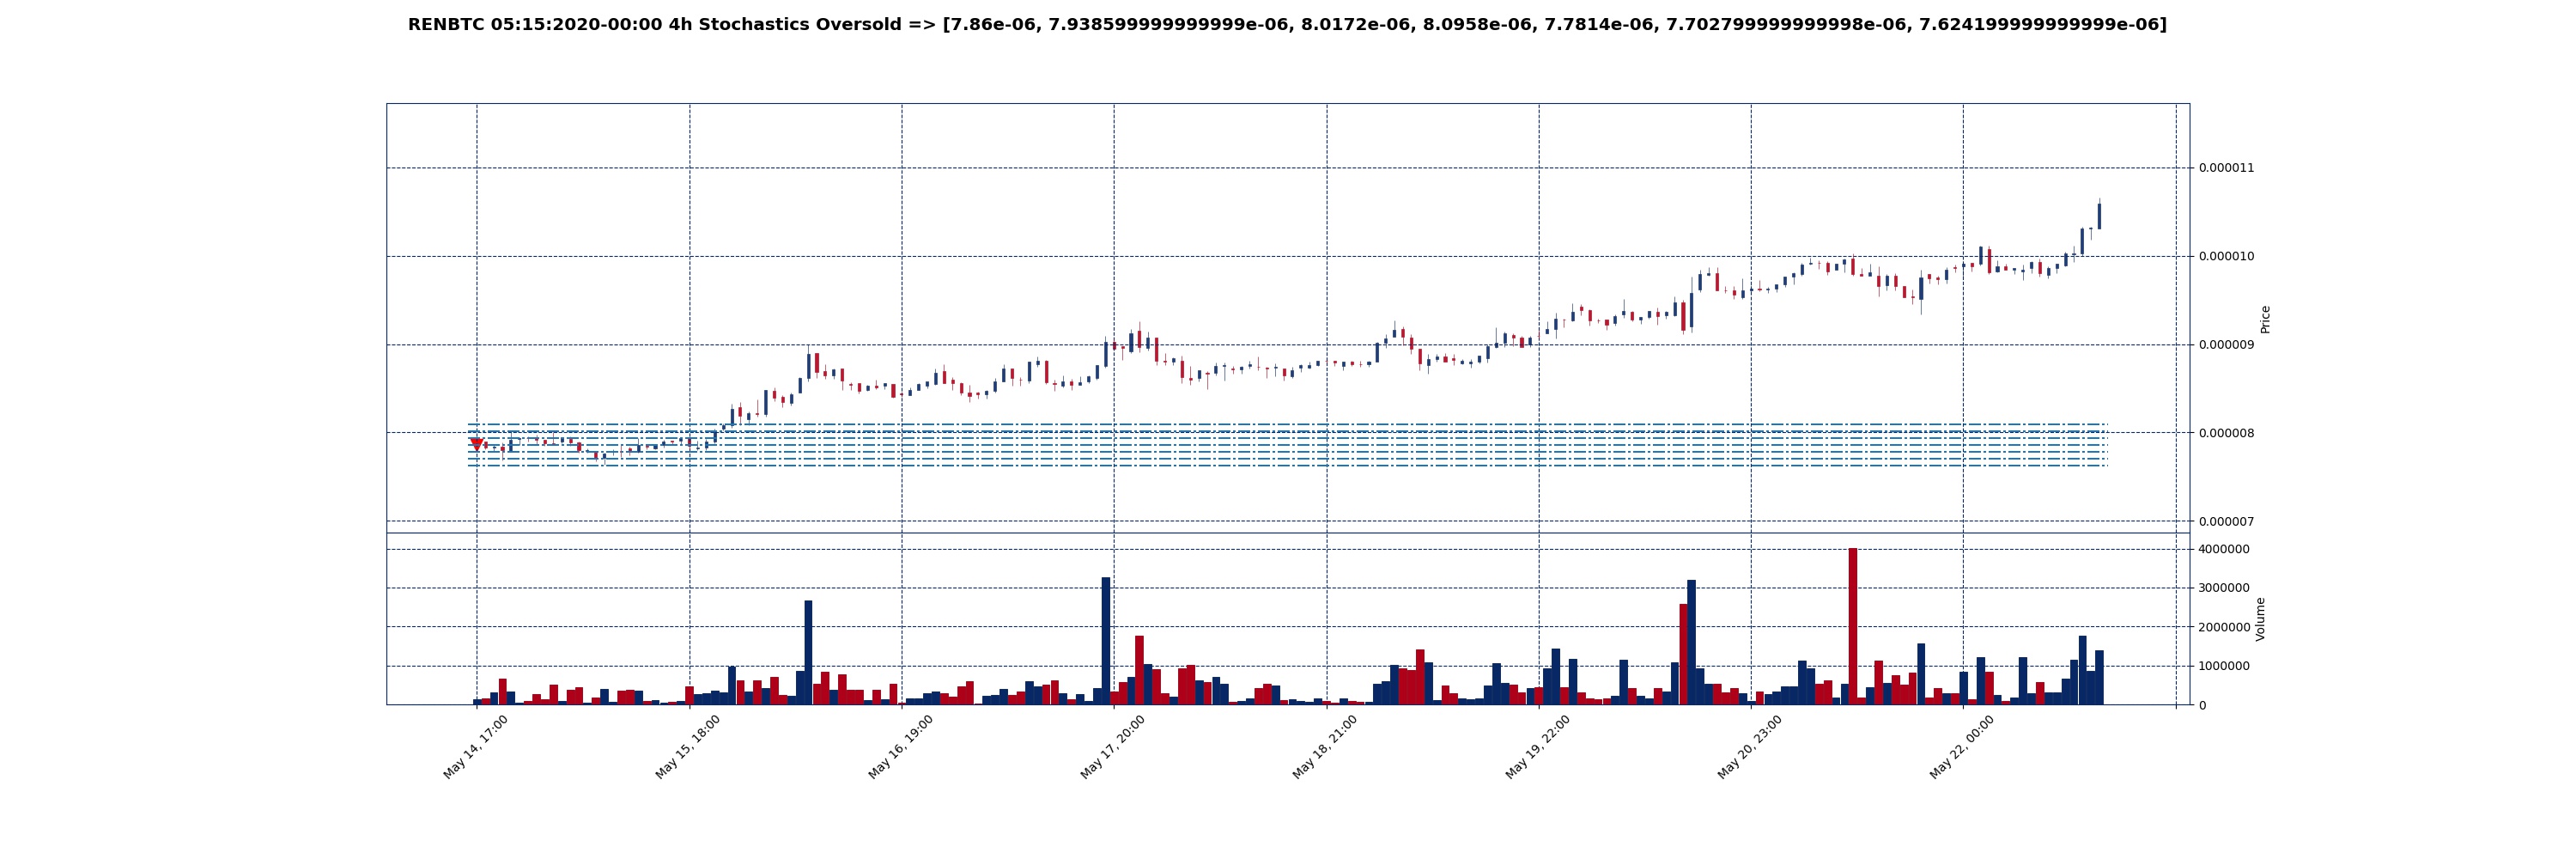 RENBTC 05:15:2020-00:00 4h Stochastics Oversold => [7.86e-06, 7.938599999999999e-06, 8.0172e-06, 8.0958e-06, 7.7814e-06, 7.702799999999998e-06, 7.624199999999999e-06]
0.000011
0.000010
0.000009
0.000008
0.000007
Price
4000000
3000000
2000000
1000000
0
Volume
May 14, 17:00
May 15, 18:00
May 16, 19:00
May 17, 20:00
May 18, 21:00
May 19, 22:00
May 20, 23:00
May 22, 00:00